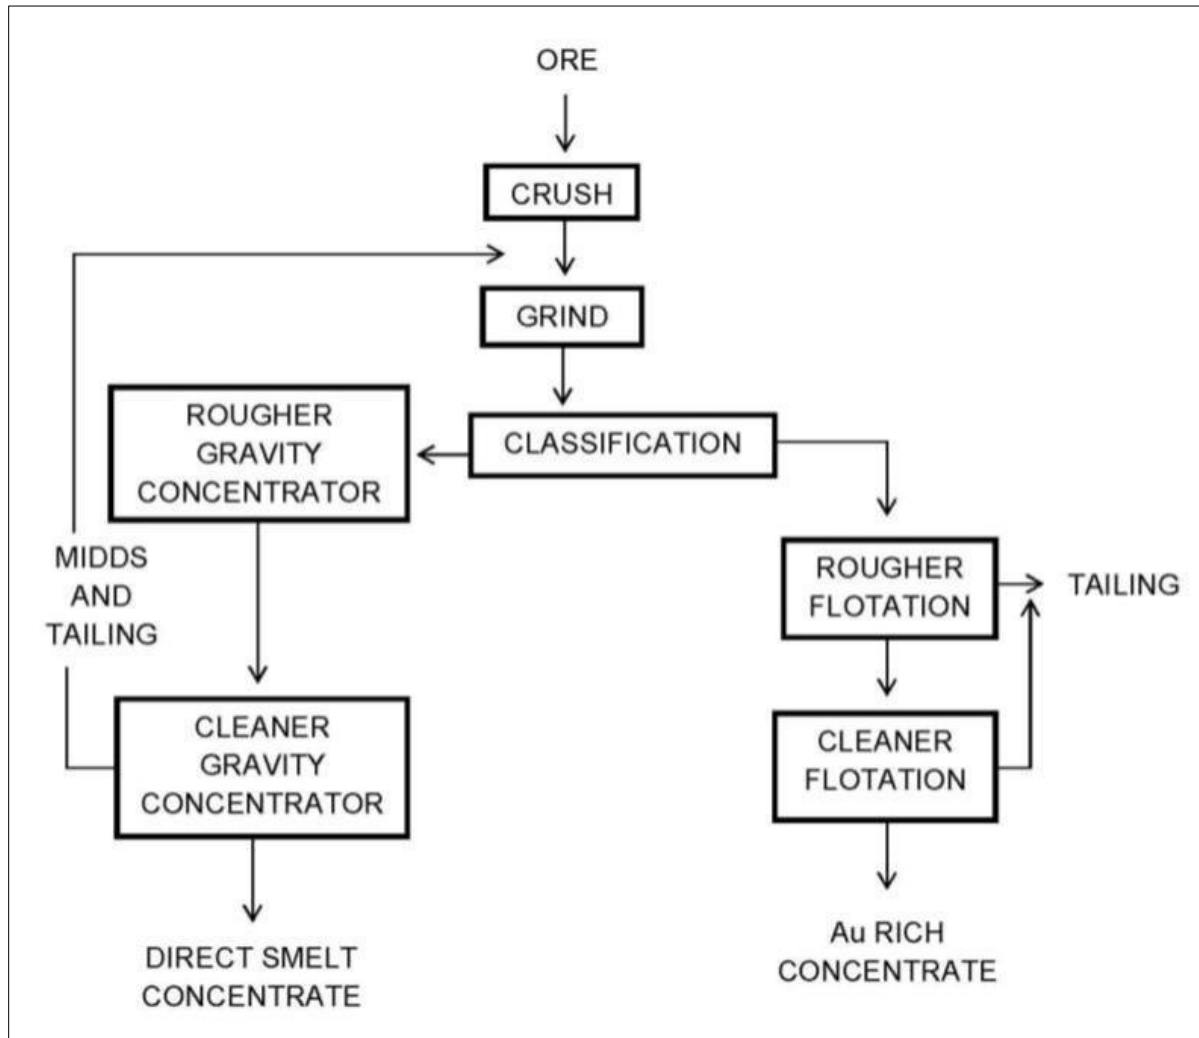 ORE
CRUSH
GRIND
CLASSIFICATION
ROUGHER
GRAVITY
CONCENTRATOR
MIDDS
AND
TAILING
CLEANER
GRAVITY
CONCENTRATOR
DIRECT SMELT
CONCENTRATE
ROUGHER
FLOTATION
TAILING
CLEANER
FLOTATION
Au RICH
CONCENTRATE